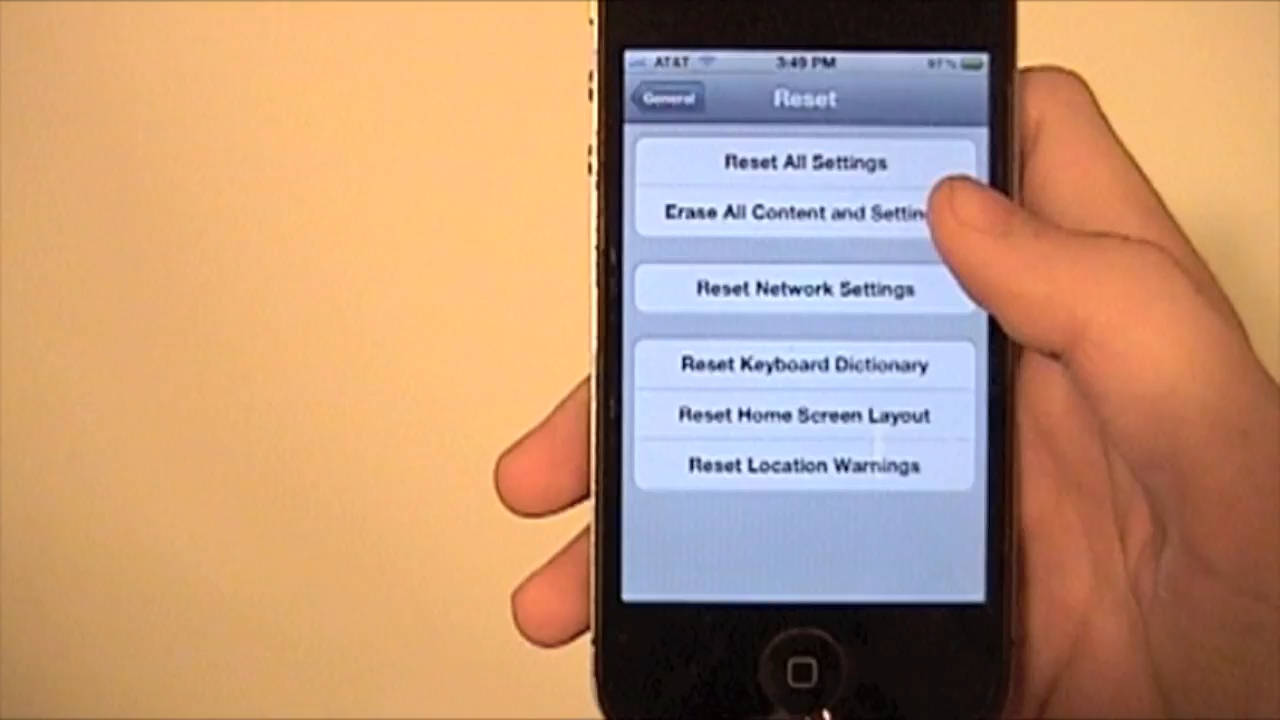 AT&T 3:49 PM 97%
General Reset
Reset All Settings
Erase All Content and Settin
Reset Network Settings
Reset Keyboard Dictionary
Reset Home Screen Layout
Reset Location Warnings